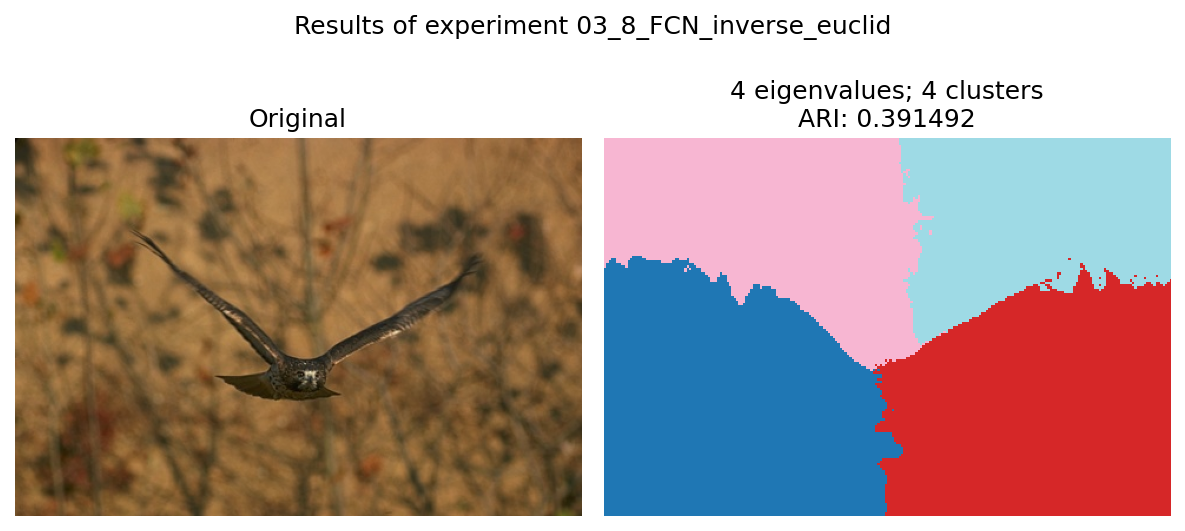 Results of experiment 03_8_FCN_inverse_euclid
Original
4 eigenvalues; 4 clusters
ARI: 0.391492